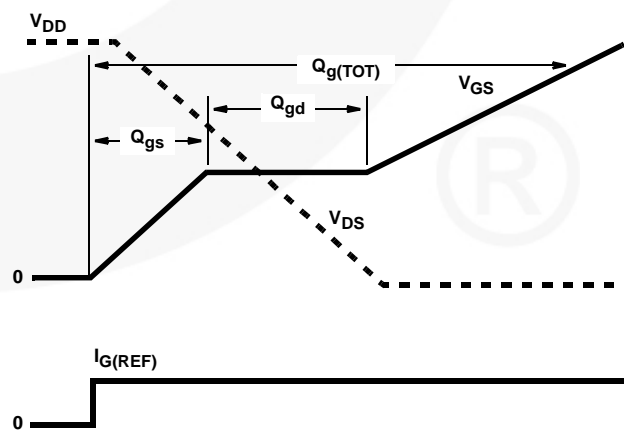 VDD
Qg(TOT)
VGS
Qgd
Qgs
®
VDS
0
IG(REF)
0